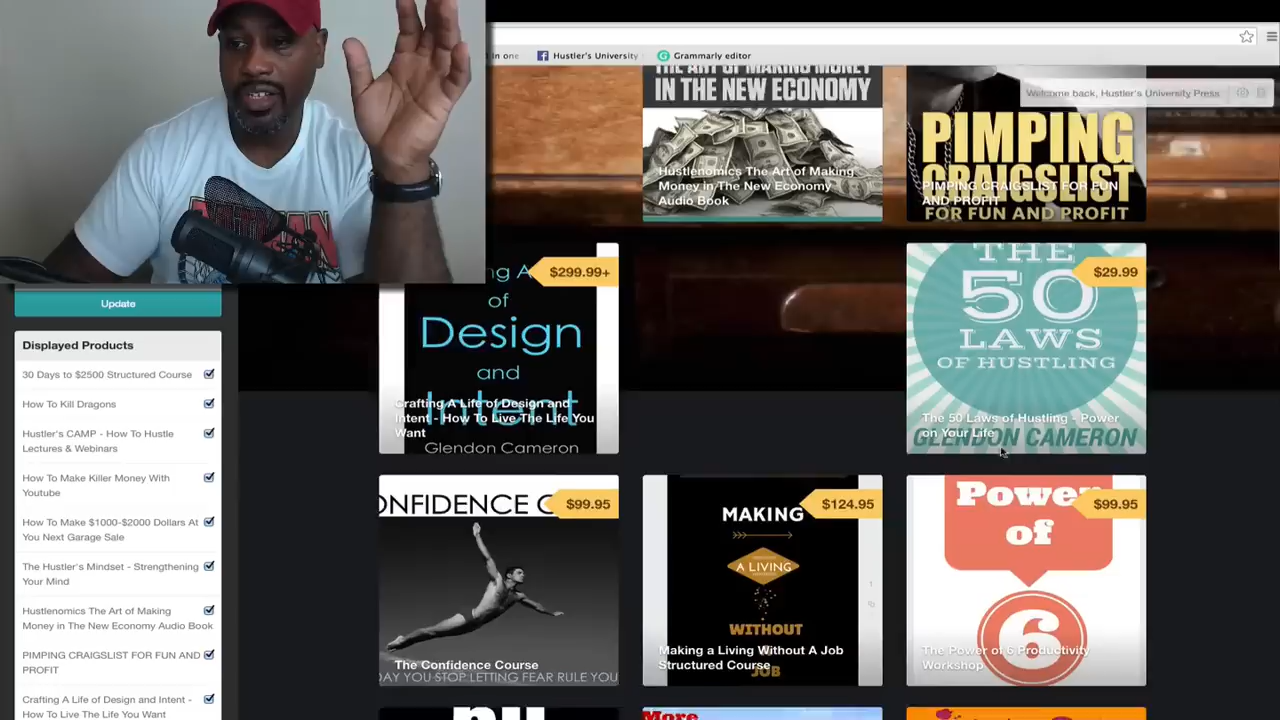 in one
Hustler's University
Grammarly editor
Welcome back, Hustler's University Press
THE ART OF MAKING MONEY
IN THE NEW ECONOMY
Hustlenomics The Art of Making
Money in The New Economy
Audio Book
PIMPING
CRAIGSLIST
PIMPING CRAIGSLIST FOR FUN
AND PROFIT
FOR FUN AND PROFIT
Update
Displayed Products
30 Days to $2500 Structured Course
How To Kill Dragons
Hustler's CAMP - How To Hustle
Lectures & Webinars
How To Make Killer Money With
Youtube
How To Make $1000-$2000 Dollars At
You Next Garage Sale
The Hustler's Mindset - Strengthening
Your Mind
Hustlenomics The Art of Making
Money in The New Economy Audio Book
PIMPING CRAIGSLIST FOR FUN AND
PROFIT
Crafting A Life of Design and Intent -
How To Live The Life You Want
$299.99+
ng A
of
Design
and
Intent
Crafting A Life of Design and
Intent - How To Live The Life You
Want
Glendon Cameron
$29.99
THE
50
LAWS
OF HUSTLING
The 50 Laws of Hustling - Power
on Your Life
GLENDON CAMERON
$99.95
ONFIDENCE C
The Confidence Course
DAY YOU STOP LETTING FEAR RULE YOU
$124.95
MAKING
A LIVING
WITHOUT
Making a Living Without A Job
Structured Course
JOB
$99.95
Power
of
6
The Power of 6 Productivity
Workshop
More